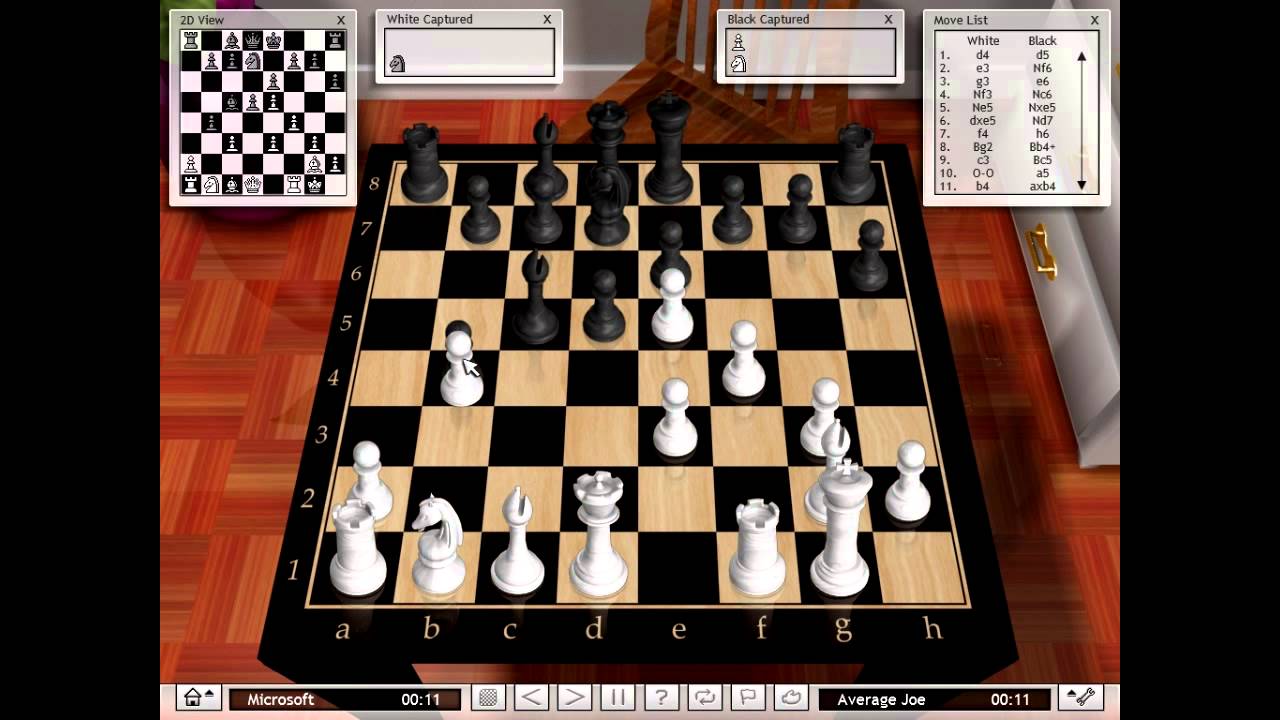 2D View X
White Captured X
Black Captured X
Move List X
White Black
1. d4 d5
2. e3 Nf6
3. g3 e6
4. Nf3 Nc6
5. Ne5 Nxe5
6. dxe5 Nd7
7. f4 h6
8. Bg2 Bb4+
9. c3 Bc5
10. O-O a5
11. b4 axb4
8
7
6
5
4
3
2
1
a b c d e f g h
Microsoft 00:11
< > ?
Average Joe 00:11